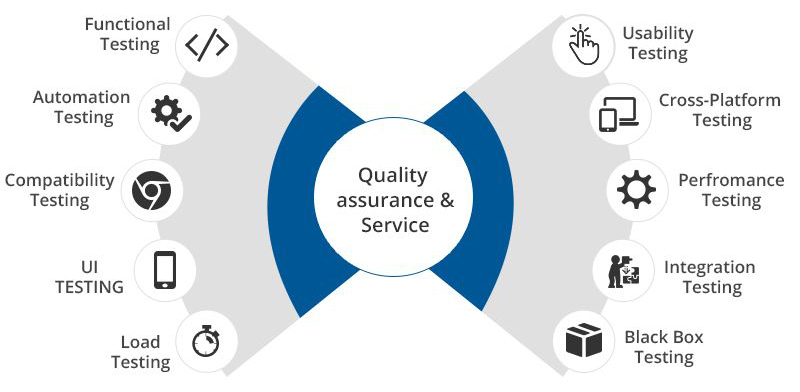 Functional
Testing
Automation
Testing
Compatibility
Testing
UI
TESTING
Load
Testing
Quality
assurance &
Service
Usability
Testing
Cross-Platform
Testing
Perfromance
Testing
Integration
Testing
Black Box
Testing